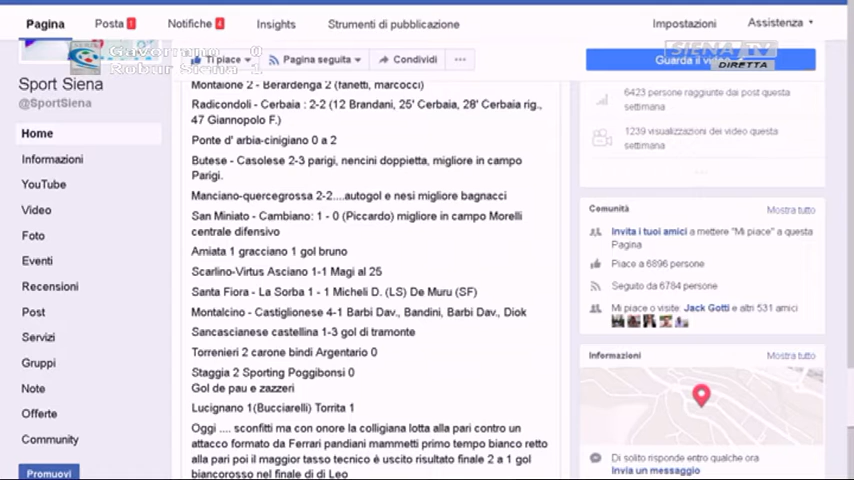 Pagina Posta 1 Notifiche 4 Insights Strumenti di pubblicazione Impostazioni Assistenza
Gavorrano 0
Robur Siena 1
Ti piace Pagina seguita Condividi
SIENA TV
DIRETTA
Guarda il video
Sport Siena
@SportSiena
Home
Informazioni
YouTube
Video
Foto
Eventi
Recensioni
Post
Servizi
Gruppi
Note
Offerte
Community
Promuovi
Montaione 2 - Berardenga 2 (fanetti, marcocci)
Radicondoli - Cerbaia : 2-2 (12 Brandani, 25' Cerbaia, 28' Cerbaia rig.,
47 Giannopolo F.)
Ponte d' arbia-cinigiano 0 a 2
Butese - Casolese 2-3 parigi, nencini doppietta, migliore in campo
Parigi.
Manciano-quercegrossa 2-2....autogol e nesi migliore bagnacci
San Miniato - Cambiano: 1 - 0 (Piccardo) migliore in campo Morelli
centrale difensivo
Amiata 1 gracciano 1 gol bruno
Scarlino-Virtus Asciano 1-1 Magi al 25
Santa Fiora - La Sorba 1 - 1 Micheli D. (LS) De Muru (SF)
Montalcino - Castiglionese 4-1 Barbi Dav., Bandini, Barbi Dav., Diok
Sancascianese castellina 1-3 gol di tramonte
Torrenieri 2 carone bindi Argentario 0
Staggia 2 Sporting Poggibonsi 0
Gol de pau e zazzeri
Lucignano 1(Bucciarelli) Torrita 1
Oggi .... sconfitti ma con onore la colligiana lotta alla pari contro un
attacco formato da Ferrari pandiani mammetti primo tempo bianco retto
alla pari poi il maggior tasso tecnico è uscito risultato finale 2 a 1 gol
biancorosso nel finale di di Leo
6423 persone raggiunte dai post questa
settimana
1239 visualizzazioni dei video questa
settimana
Comunità Mostra tutto
Invita i tuoi amici a mettere "Mi piace" a questa
Pagina
Piace a 6896 persone
Seguito da 6784 persone
Mi piace o visite: Jack Gotti e altri 531 amici
Informazioni Mostra tutto
Di solito risponde entro qualche ora
Invia un messaggio